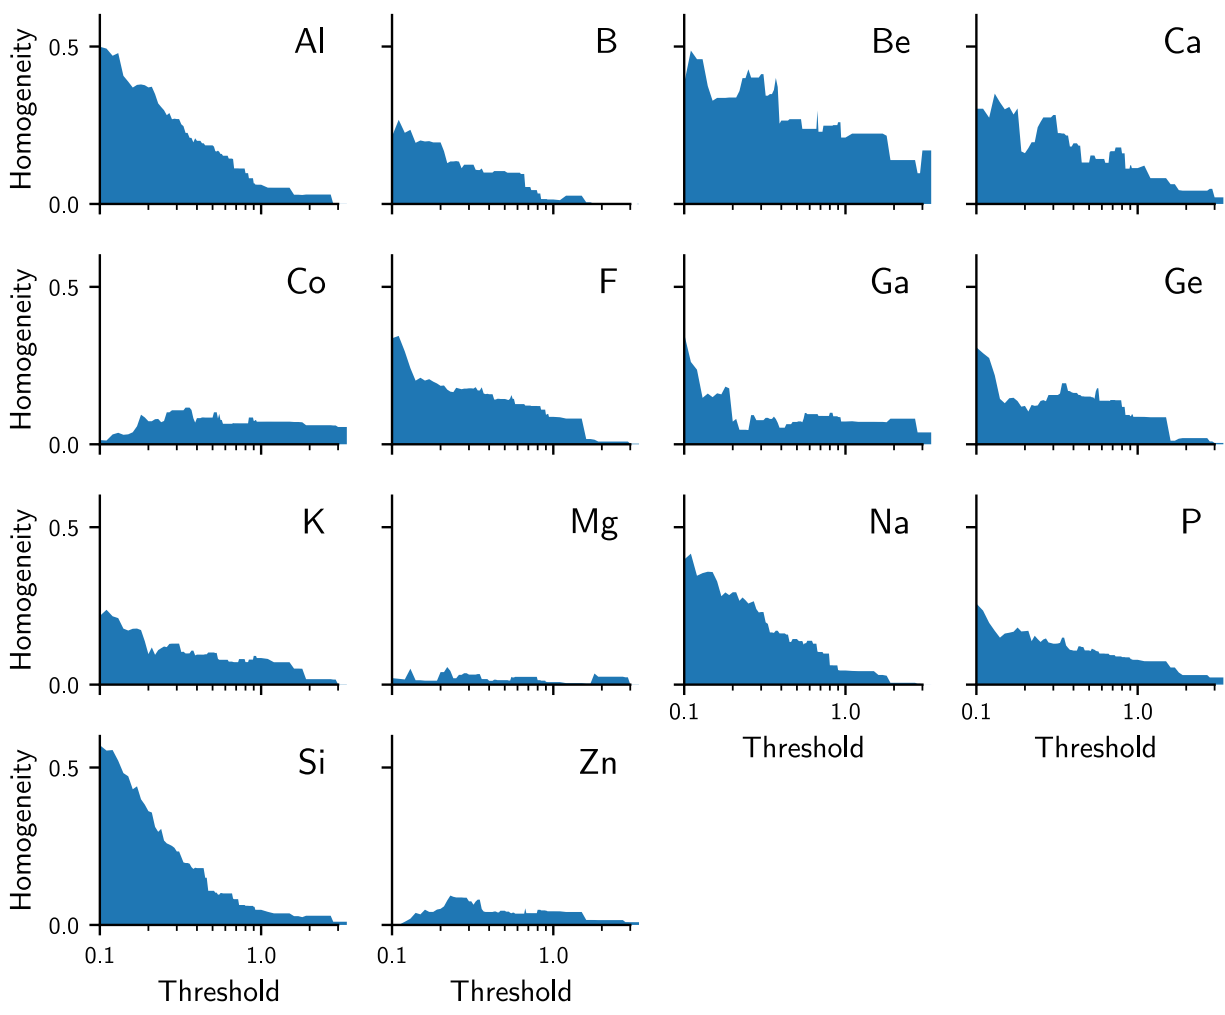 Homogeneity
0.5
0.0
Al
B
Be
Ca
Homogeneity
0.5
0.0
Co
F
Ga
Ge
Homogeneity
0.5
0.0
K
Mg
Na
P
0.1
1.0
0.1
1.0
Threshold
Threshold
Homogeneity
0.5
0.0
Si
Zn
0.1
1.0
0.1
1.0
Threshold
Threshold